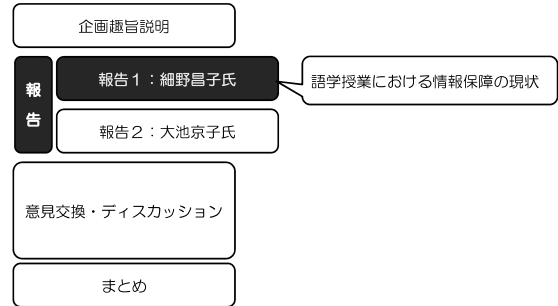 企画趣旨説明
報告
報告１：細野昌子氏
語学授業における情報保障の現状
報告２：大池京子氏
意見交換・ディスカッション
まとめ